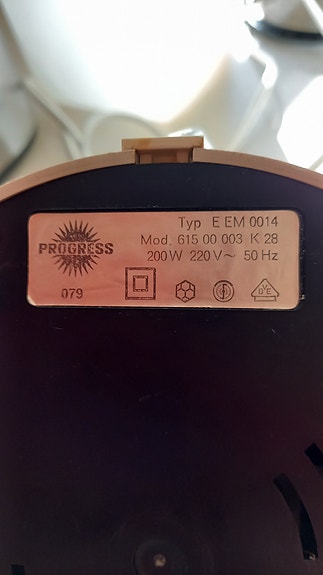 Typ E EM 0014
PROGRESS
Mod. 615 00 003 K 28
200 W 220 V~ 50 Hz
079
VDE